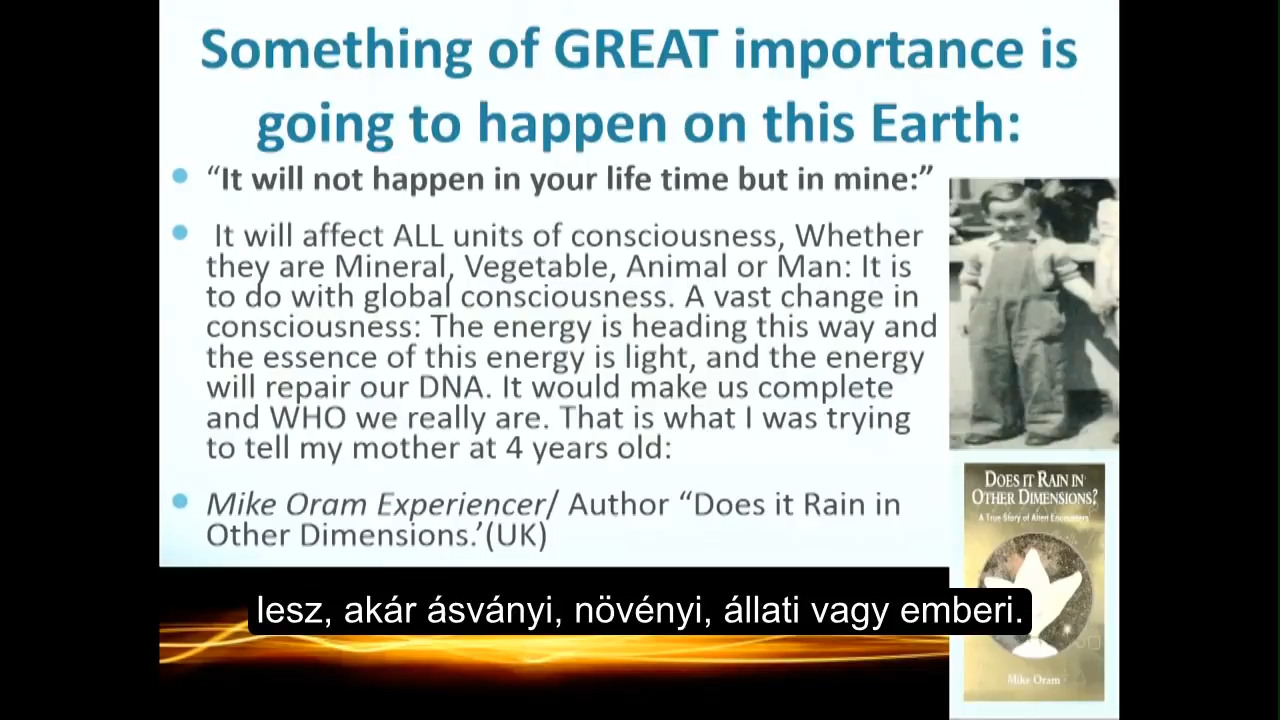 Something of GREAT importance is
going to happen on this Earth:
“It will not happen in your life time but in mine:”
It will affect ALL units of consciousness, Whether
they are Mineral, Vegetable, Animal or Man: It is
to do with global consciousness. A vast change in
consciousness: The energy is heading this way and
the essence of this energy is light, and the energy
will repair our DNA. It would make us complete
and WHO we really are. That is what I was trying
to tell my mother at 4 years old:
Mike Oram Experiencer/ Author “Does it Rain in
Other Dimensions.’(UK)
DOES IT RAIN IN
OTHER DIMENSIONS?
A True Story of Alien Encounters
Mike Oram
lesz, akár ásványi, növényi, állati vagy emberi.